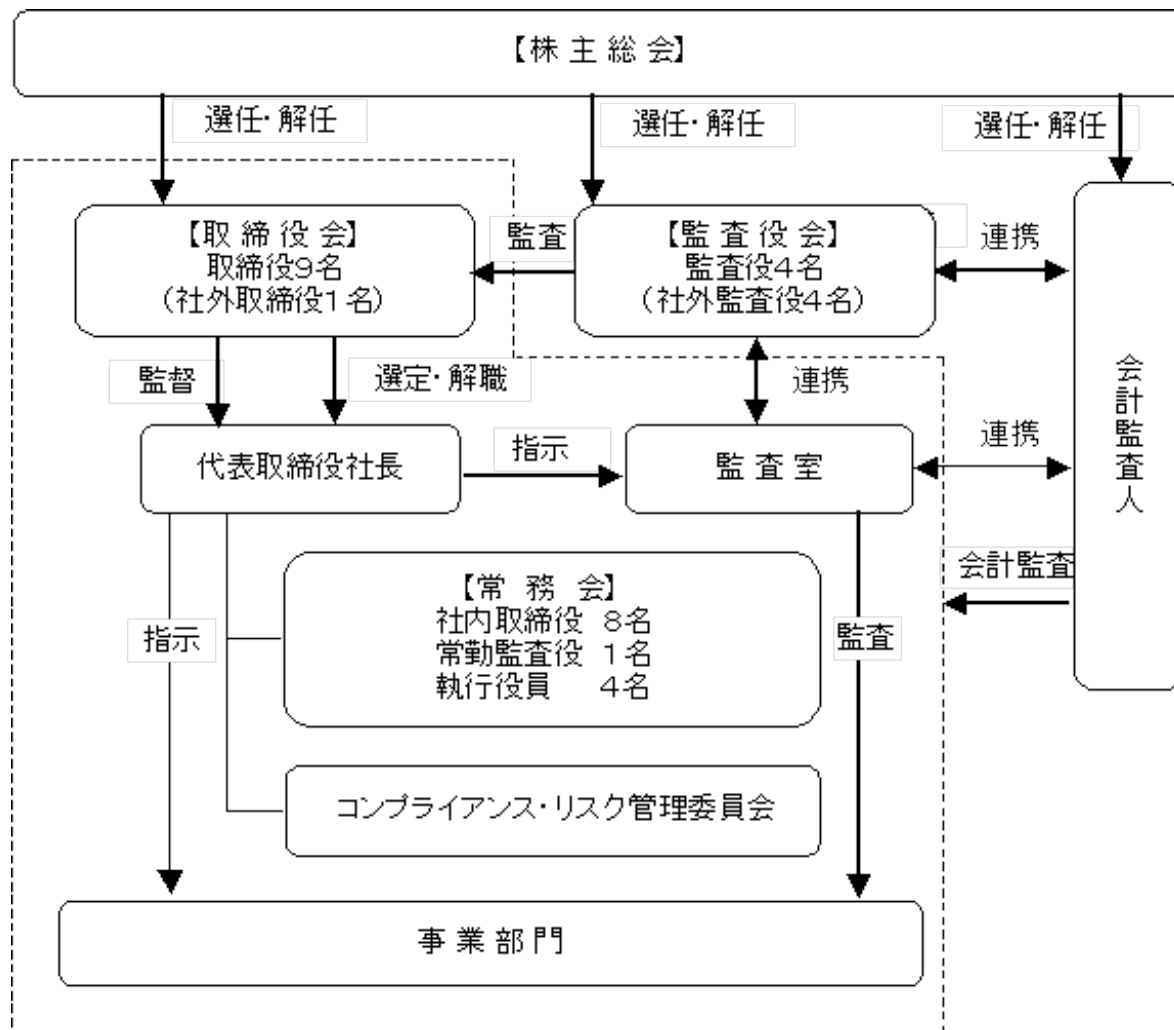 【株主総会】
選任・解任
選任・解任
選任・解任
【取締役会】
取締役9名
(社外取締役1名)
監査
【監査役会】
監査役4名
(社外監査役4名)
連携
監督
選定・解職
連携
会計監査人
代表取締役社長
指示
監査室
連携
会計監査
【常務会】
社内取締役 8名
常勤監査役 1名
執行役員 4名
指示
監査
コンプライアンス・リスク管理委員会
事業部門